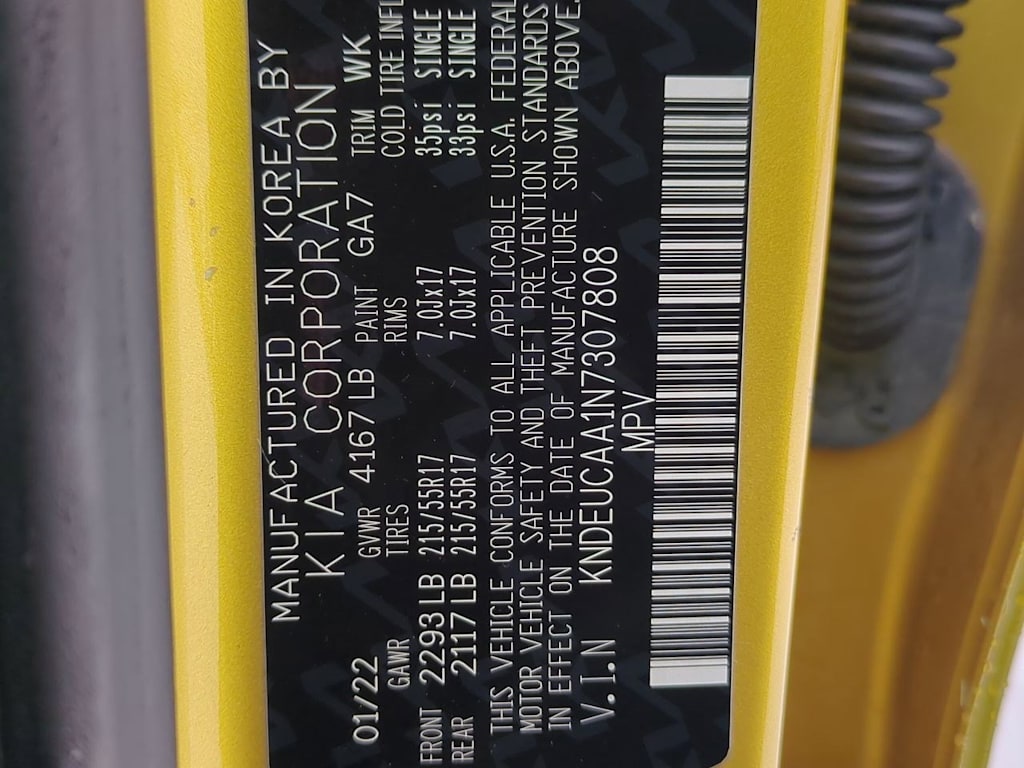 MANUFACTURED IN KOREA BY
KIA CORPORATION
01/22 GVWR 4167 LB PAINT GA7 TRIM WK
GAWR TIRES RIMS COLD TIRE INFL
FRONT 2293 LB 215/55R17 7.0Jx17 35psi SINGLE
REAR 2117 LB 215/55R17 7.0Jx17 33psi SINGLE
THIS VEHICLE CONFORMS TO ALL APPLICABLE U.S.A. FEDERAL
MOTOR VEHICLE SAFETY AND THEFT PREVENTION STANDARDS
IN EFFECT ON THE DATE OF MANUFACTURE SHOWN ABOVE.
V.I.N KNDEUCAA1N7307808
MPV